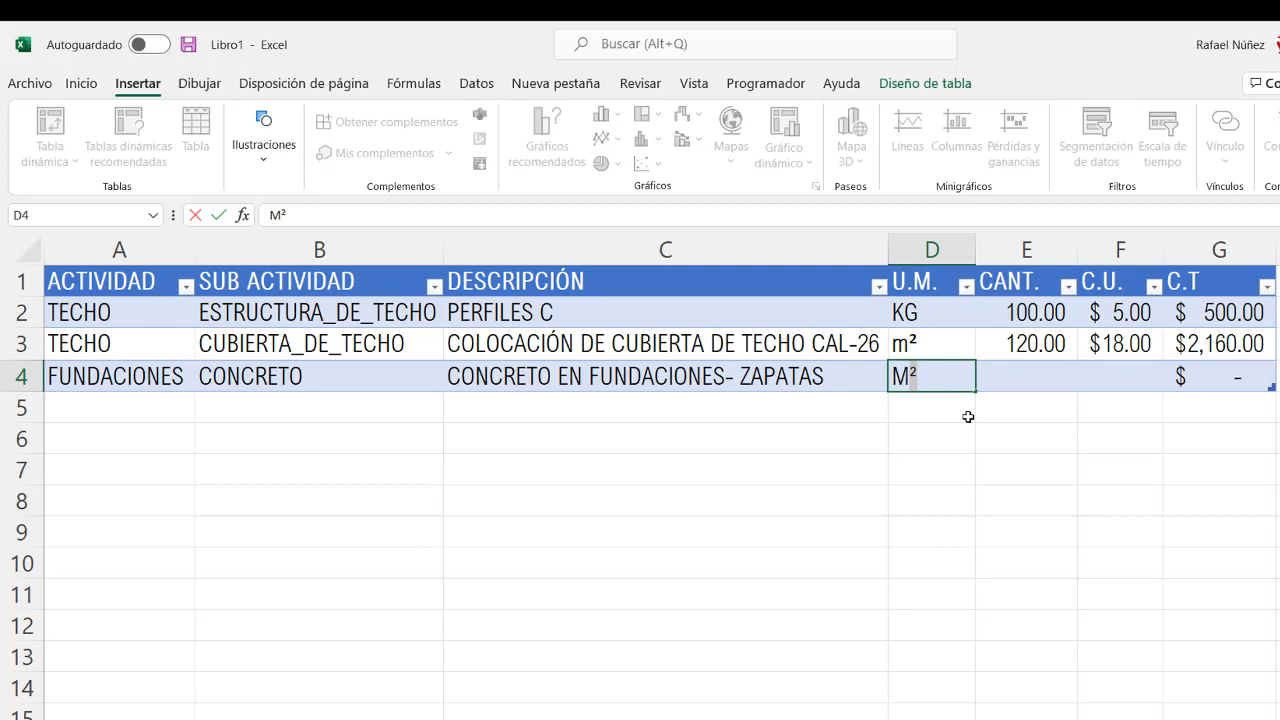 Autoguardado Libro1 - Excel Buscar (Alt+Q) Rafael Núñez
Archivo Inicio Insertar Dibujar Disposición de página Fórmulas Datos Nueva pestaña Revisar Vista Programador Ayuda Diseño de tabla
Tabla dinámica
Tablas dinámicas recomendadas
Tabla
Tablas
Ilustraciones
Obtener complementos
Mis complementos
Complementos
Gráficos recomendados
Mapas
Gráfico dinámico
Gráficos
Mapa 3D
Paseos
Líneas
Columnas
Pérdidas y ganancias
Minigráficos
Segmentación de datos
Escala de tiempo
Filtros
Vínculo
Vínculos
D4 fx M²
A B C D E F G
1 ACTIVIDAD SUB ACTIVIDAD DESCRIPCIÓN U.M. CANT. C.U. C.T
2 TECHO ESTRUCTURA_DE_TECHO PERFILES C KG 100.00 $ 5.00 $ 500.00
3 TECHO CUBIERTA_DE_TECHO COLOCACIÓN DE CUBIERTA DE TECHO CAL-26 m² 120.00 $18.00 $2,160.00
4 FUNDACIONES CONCRETO CONCRETO EN FUNDACIONES- ZAPATAS M² $ -
5
6
7
8
9
10
11
12
13
14
15